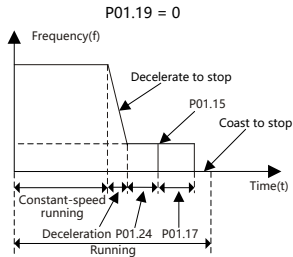 P01.19 = 0
Frequency(f)
Decelerate to stop
P01.15
Coast to stop
Time(t)
Constant-speed
running
Deceleration P01.24 P01.17
Running